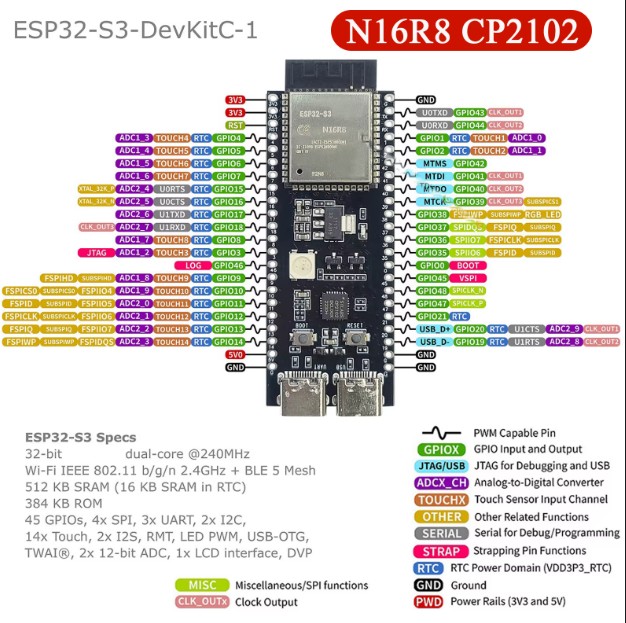 ESP32-S3-DevKitC-1
N16R8 CP2102
3V3
GND
3V3
U0TXD GPIO43 CLK_OUT1
RST
U0RXD GPIO44 CLK_OUT2
ADC1_3 TOUCH4 RTC GPIO4
GPIO1 RTC TOUCH1 ADC1_0
ADC1_4 TOUCH5 RTC GPIO5
GPIO2 RTC TOUCH2 ADC1_1
ADC1_5 TOUCH6 RTC GPIO6
MTMS GPIO42
ADC1_6 TOUCH7 RTC GPIO7
MTDI GPIO41 CLK_OUT1
XTAL_32K_P ADC2_4 U0RTS RTC GPIO15
MTDO GPIO40 CLK_OUT2
XTAL_32K_N ADC2_5 U0CTS RTC GPIO16
MTCK GPIO39 CLK_OUT3 SUBSPICS1
ADC2_6 U1TXD RTC GPIO17
GPIO38 FSPIWP SUBSPIWP RGB_LED
CLK_OUT3 ADC2_7 U1RXD RTC GPIO18
GPIO37 SPIDQS FSPIQ SUBSPIQ
ADC1_7 TOUCH8 RTC GPIO8
GPIO36 SPIIO7 FSPICLK SUBSPICLK
JTAG ADC1_2 TOUCH3 RTC GPIO3
GPIO35 SPIIO6 FSPID SUBSPID
LOG GPIO46
GPIO0 BOOT
FSPIHD SUBSPIHD ADC1_8 TOUCH9 RTC GPIO9
GPIO45 VSPI
FSPICS0 SUBSPICS0 FSPIIO4 ADC1_9 TOUCH10 RTC GPIO10
GPIO48 SPICLK_N
FSPID SUBSPID FSPIIO5 ADC2_0 TOUCH11 RTC GPIO11
GPIO47 SPICLK_P
FSPICLK SUBSPICLK FSPIIO6 ADC2_1 TOUCH12 RTC GPIO12
GPIO21 RTC
FSPIQ SUBSPIQ FSPIIO7 ADC2_2 TOUCH13 RTC GPIO13
USB_D+ GPIO20 RTC U1CTS ADC2_9 CLK_OUT1
FSPIWP SUBSPIWP FSPIDQS ADC2_3 TOUCH14 RTC GPIO14
USB_D- GPIO19 RTC U1RTS ADC2_8 CLK_OUT2
5V0
GND
GND
GND
ESP32-S3
N16R8
BOOT
RESET
ESP32-S3 Specs
32-bit dual-core @240MHz
Wi-Fi IEEE 802.11 b/g/n 2.4GHz + BLE 5 Mesh
512 KB SRAM (16 KB SRAM in RTC)
384 KB ROM
45 GPIOs, 4x SPI, 3x UART, 2x I2C,
14x Touch, 2x I2S, RMT, LED PWM, USB-OTG,
TWAI®, 2x 12-bit ADC, 1x LCD interface, DVP
MISC Miscellaneous/SPI functions
CLK_OUTx Clock Output
PWM Capable Pin
GPIOX GPIO Input and Output
JTAG/USB JTAG for Debugging and USB
ADCX_CH Analog-to-Digital Converter
TOUCHX Touch Sensor Input Channel
OTHER Other Related Functions
SERIAL Serial for Debug/Programming
STRAP Strapping Pin Functions
RTC RTC Power Domain (VDD3P3_RTC)
GND Ground
PWD Power Rails (3V3 and 5V)